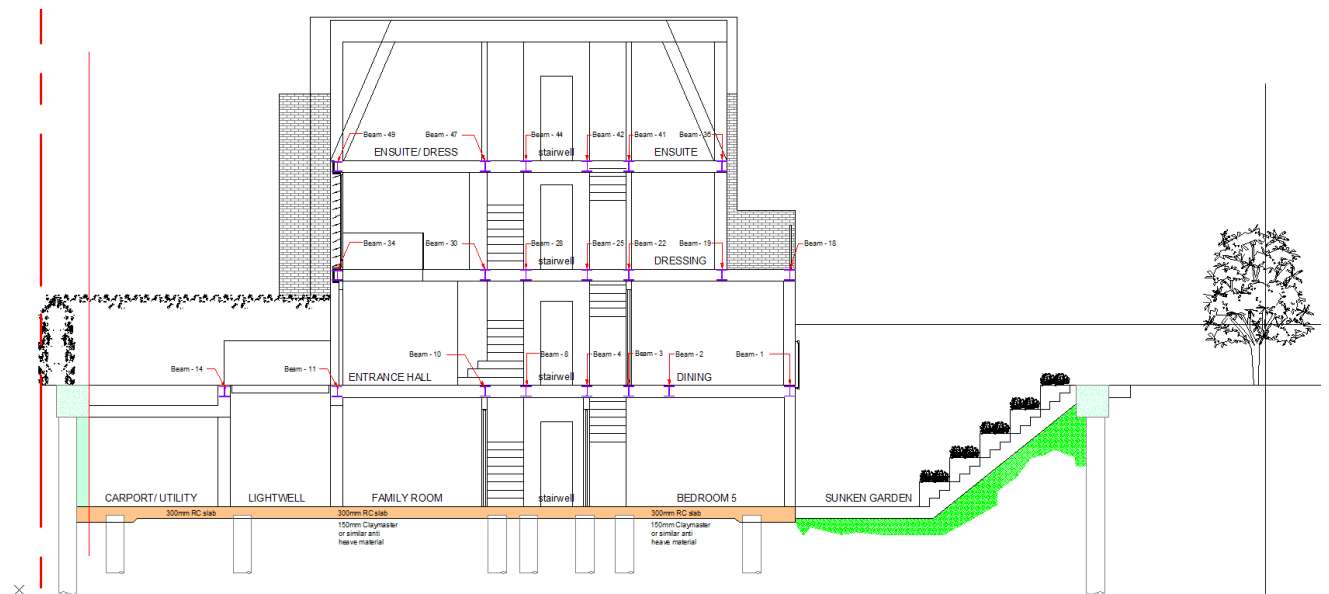 Beam - 49
Beam - 47
Beam - 44
Beam - 42
Beam - 41
Beam - 36
ENSUITE/ DRESS
stairwell
ENSUITE
Beam - 34
Beam - 30
Beam - 28
Beam - 25
Beam - 22
Beam - 19
Beam - 18
stairwell
DRESSING
Beam - 14
Beam - 11
Beam - 10
Beam - 8
Beam - 4
Beam - 3
Beam - 2
Beam - 1
ENTRANCE HALL
stairwell
DINING
CARPORT/ UTILITY
LIGHTWELL
FAMILY ROOM
stairwell
BEDROOM 5
SUNKEN GARDEN
300mm RC slab
300mm RC slab
300mm RC slab
150mm Claymaster
or similar anti
heave material
150mm Claymaster
or similar anti
heave material